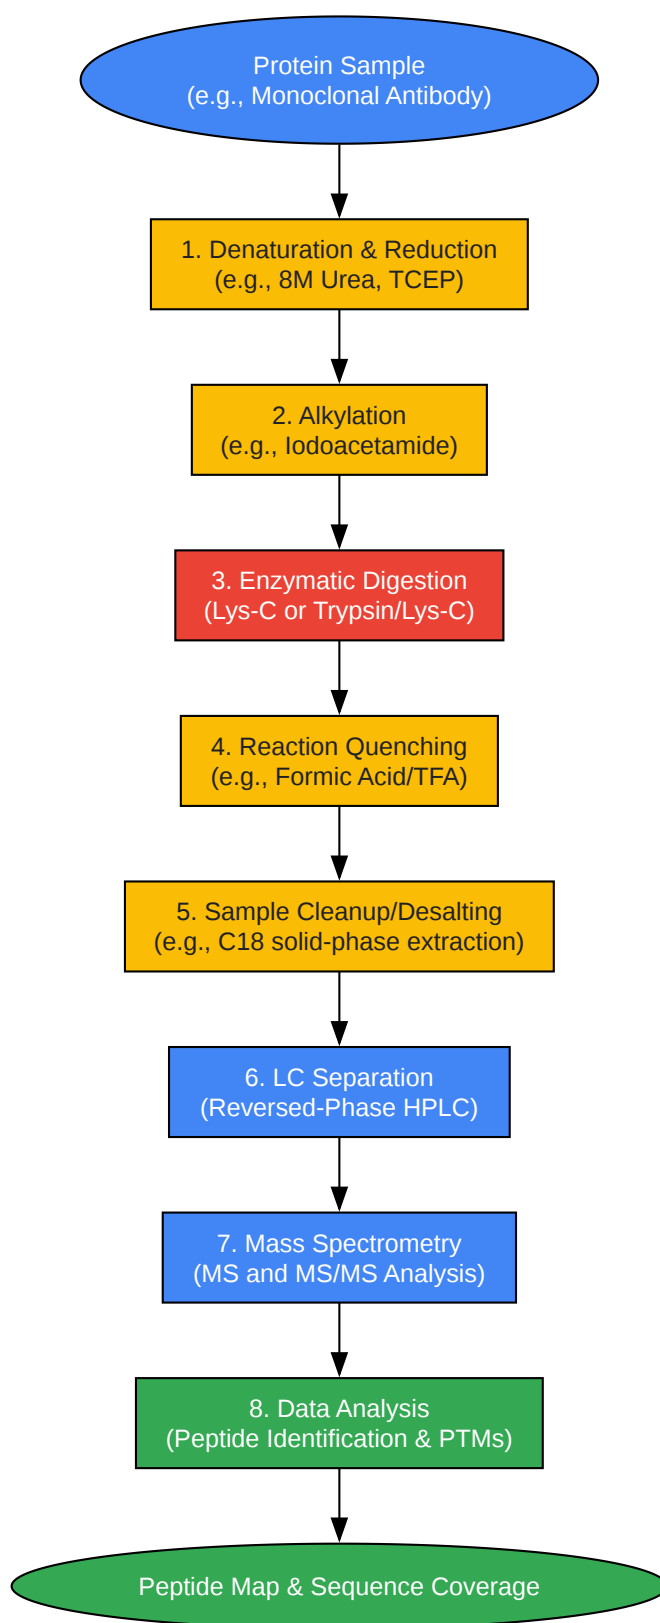 Protein Sample
(e.g., Monoclonal Antibody)
1. Denaturation & Reduction
(e.g., 8M Urea, TCEP)
2. Alkylation
(e.g., Iodoacetamide)
3. Enzymatic Digestion
(Lys-C or Trypsin/Lys-C)
4. Reaction Quenching
(e.g., Formic Acid/TFA)
5. Sample Cleanup/Desalting
(e.g., C18 solid-phase extraction)
6. LC Separation
(Reversed-Phase HPLC)
7. Mass Spectrometry
(MS and MS/MS Analysis)
8. Data Analysis
(Peptide Identification & PTMs)
Peptide Map & Sequence Coverage